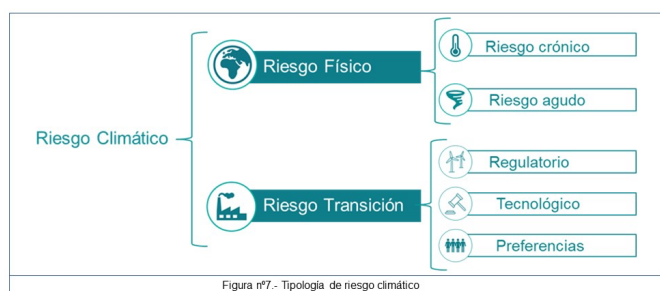 Riesgo Climático
Riesgo Físico
Riesgo crónico
Riesgo agudo
Riesgo Transición
Regulatorio
Tecnológico
Preferencias
Figura nº7.- Tipología de riesgo climático